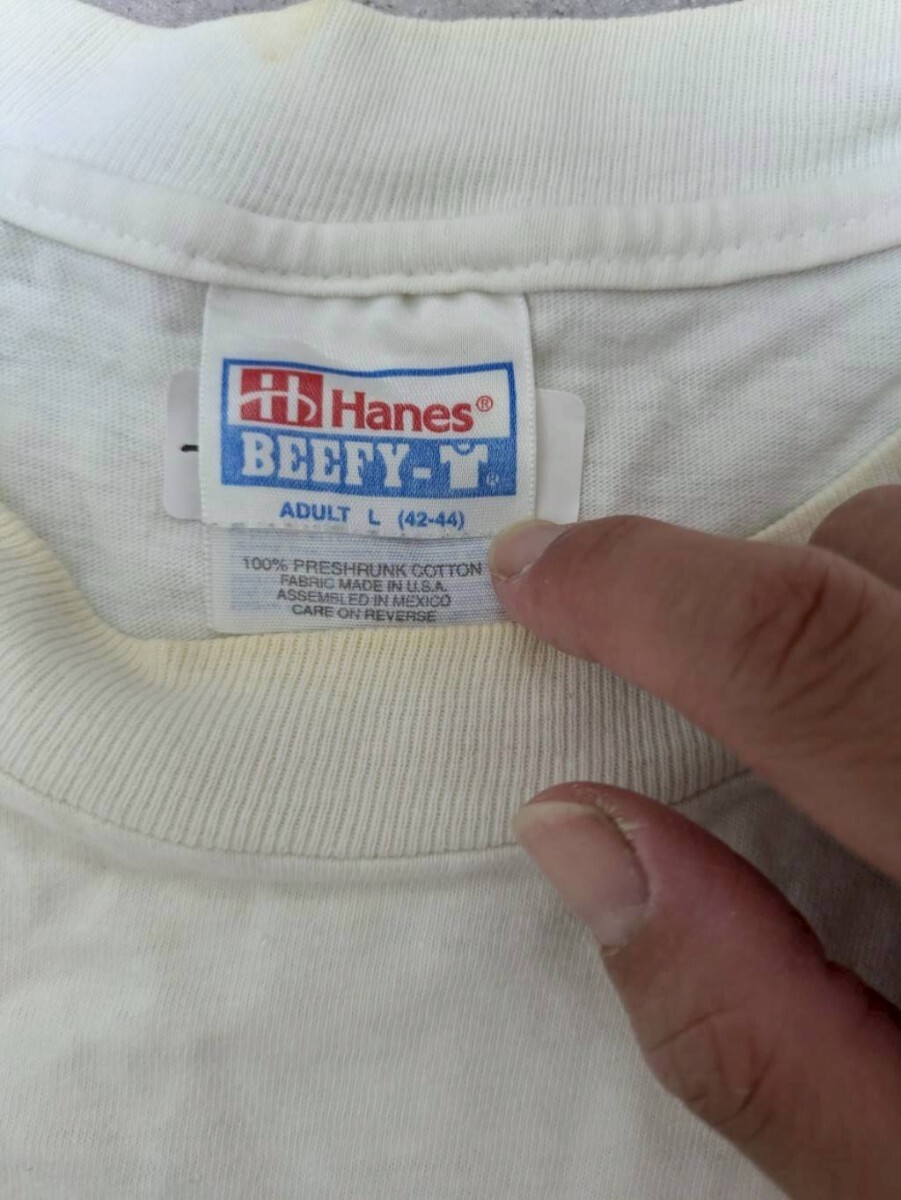 Hanes®
BEEFY-T®
ADULT L (42-44)
100% PRESHRUNK COTTON
FABRIC MADE IN U.S.A.
ASSEMBLED IN MEXICO
CARE ON REVERSE